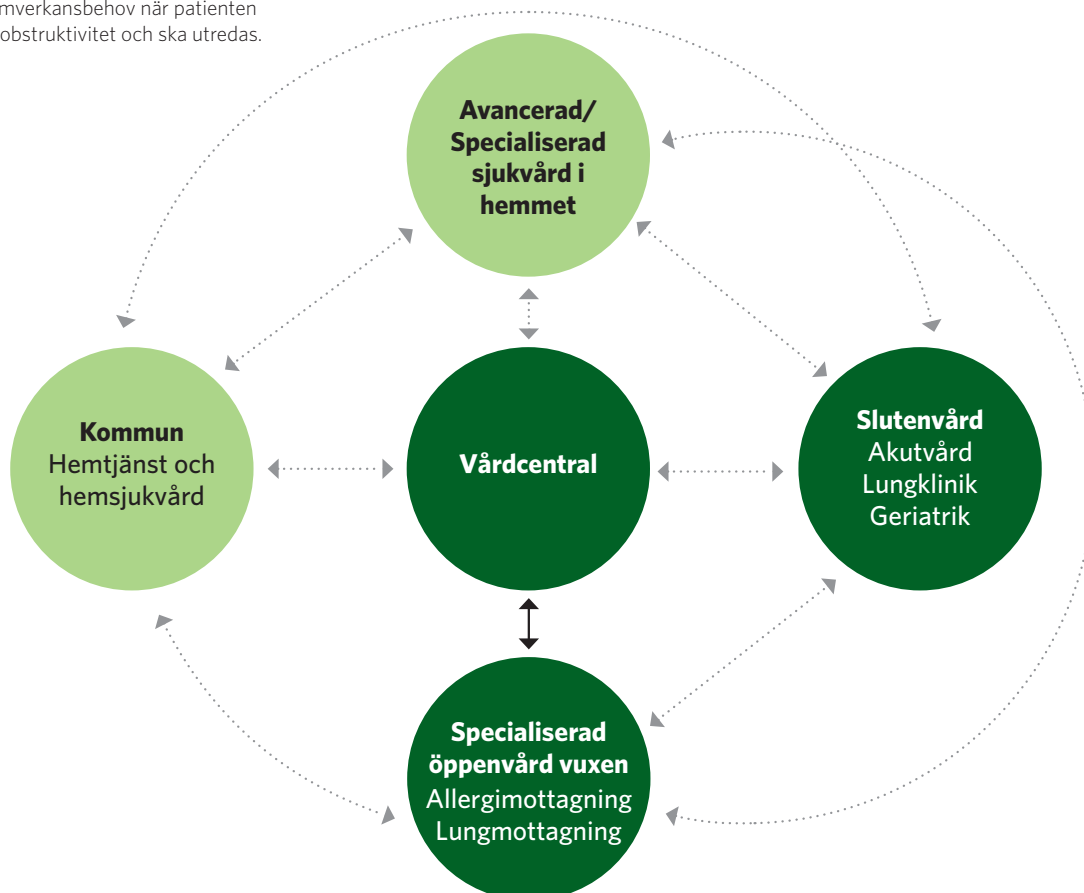 mverkansbehov när patienten
obstruktivitet och ska utredas.
Avancerad/
Specialiserad
sjukvård i
hemmet
Kommun
Hemtjänst och
hemsjukvård
Vårdcentral
Slutenvård
Akutvård
Lungklinik
Geriatrik
Specialiserad
öppenvård vuxen
Allergimottagning
Lungmottagning